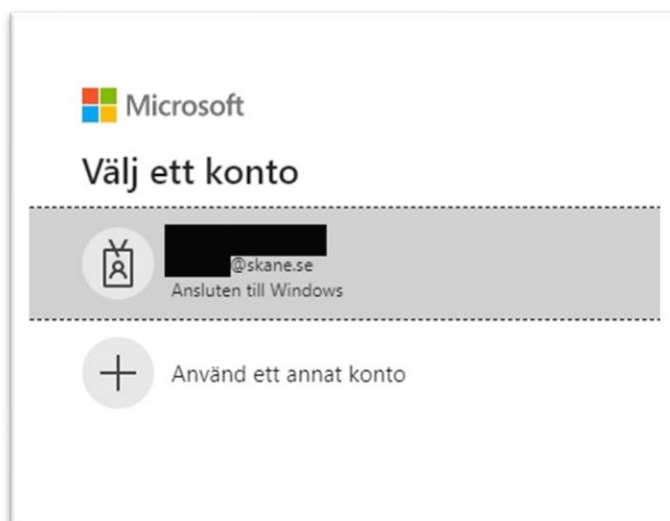 Microsoft
Välj ett konto
@skane.se
Ansluten till Windows
Använd ett annat konto